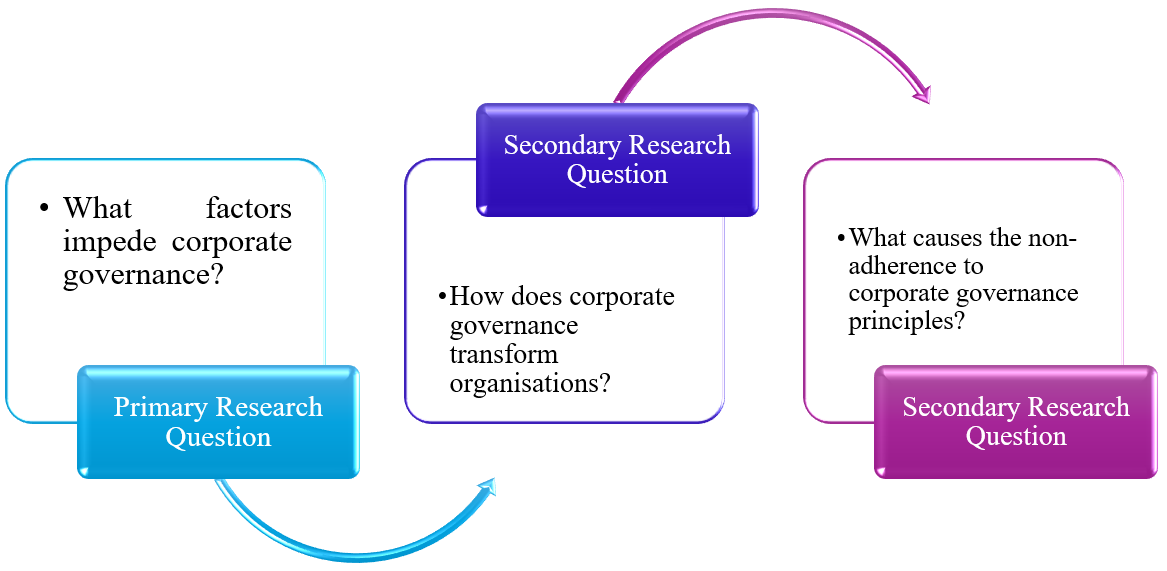 • What factors
impede corporate
governance?
Primary Research
Question
Secondary Research
Question
•How does corporate
governance
transform
organisations?
•What causes the non-
adherence to
corporate governance
principles?
Secondary Research
Question